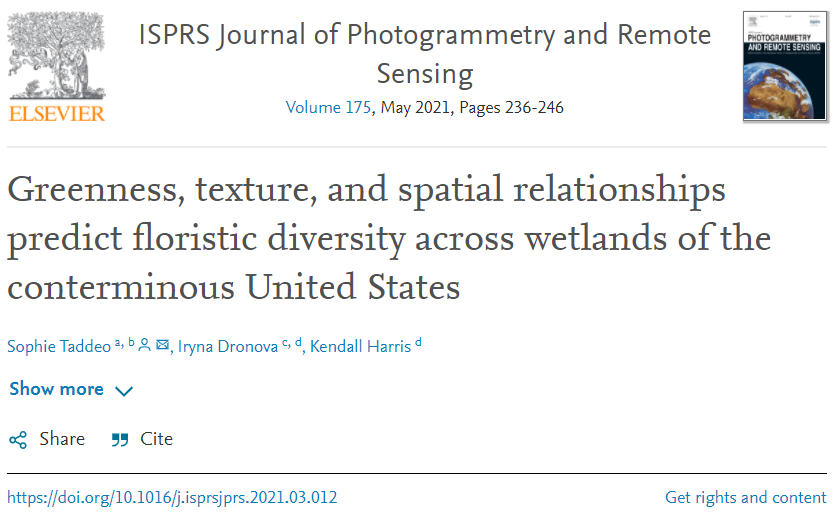 ELSEVIER
ISPRS Journal of Photogrammetry and Remote
Sensing
Volume 175, May 2021, Pages 236-246
PHOTOGRAMMETRY
AND REMOTE SENSING
Greenness, texture, and spatial relationships
predict floristic diversity across wetlands of the
conterminous United States
Sophie Taddeo a, b, Iryna Dronova c, d, Kendall Harris d
Show more
Share Cite
https://doi.org/10.1016/j.isprsjprs.2021.03.012 Get rights and content